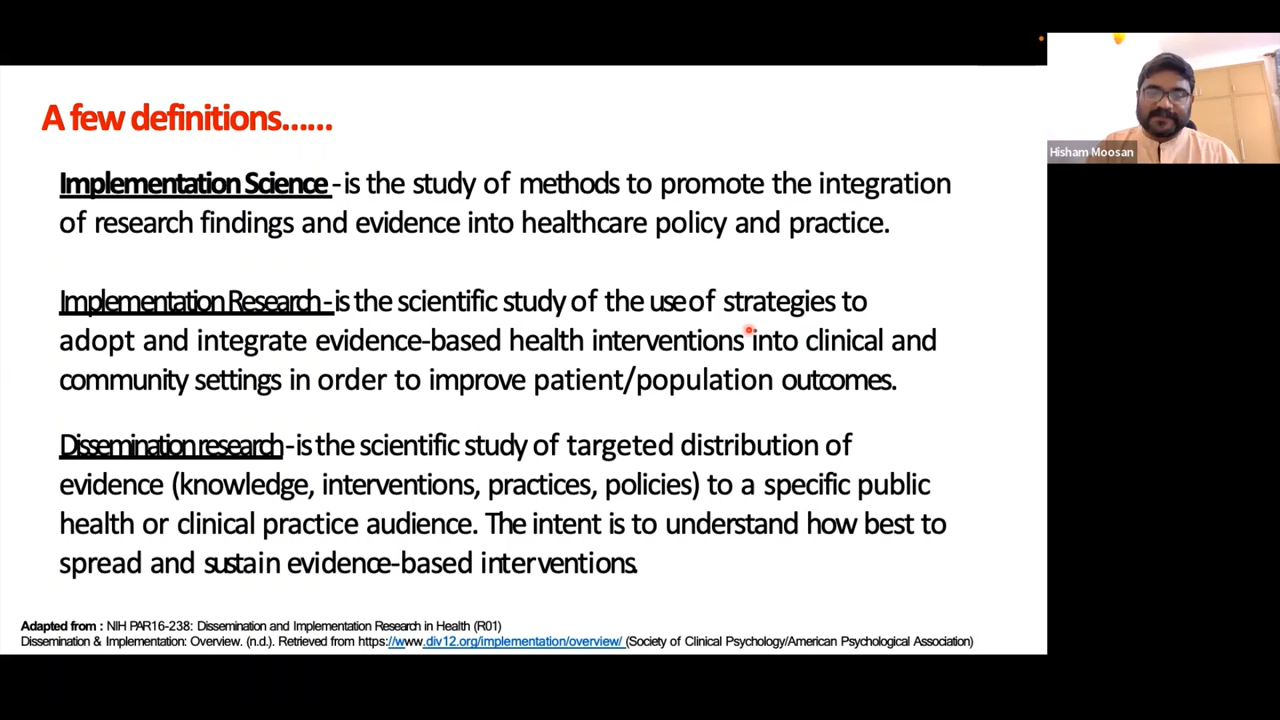 A few definitions......
Implementation Science - is the study of methods to promote the integration
of research findings and evidence into healthcare policy and practice.
Implementation Research - is the scientific study of the use of strategies to
adopt and integrate evidence-based health interventions into clinical and
community settings in order to improve patient/population outcomes.
Dissemination research - is the scientific study of targeted distribution of
evidence (knowledge, interventions, practices, policies) to a specific public
health or clinical practice audience. The intent is to understand how best to
spread and sustain evidence-based interventions.
Adapted from : NIH PAR16-238: Dissemination and Implementation Research in Health (R01)
Dissemination & Implementation: Overview. (n.d.). Retrieved from https://www.div12.org/implementation/overview/ (Society of Clinical Psychology/American Psychological Association)
Hisham Moosan